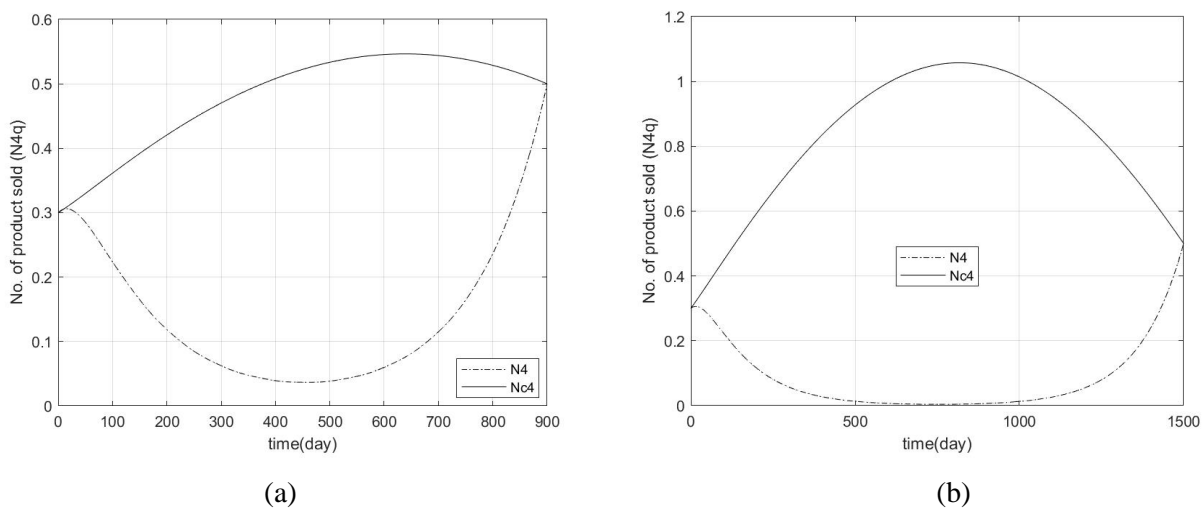 0.6
0.5
0.4
0.3
0.2
0.1
0
No. of product sold (N4q)
N4
Nc4
0 100 200 300 400 500 600 700 800 900
time(day)
(a)
1.2
1
0.8
0.6
0.4
0.2
0
No. of product sold (N4q)
N4
Nc4
0 500 1000 1500
time(day)
(b)